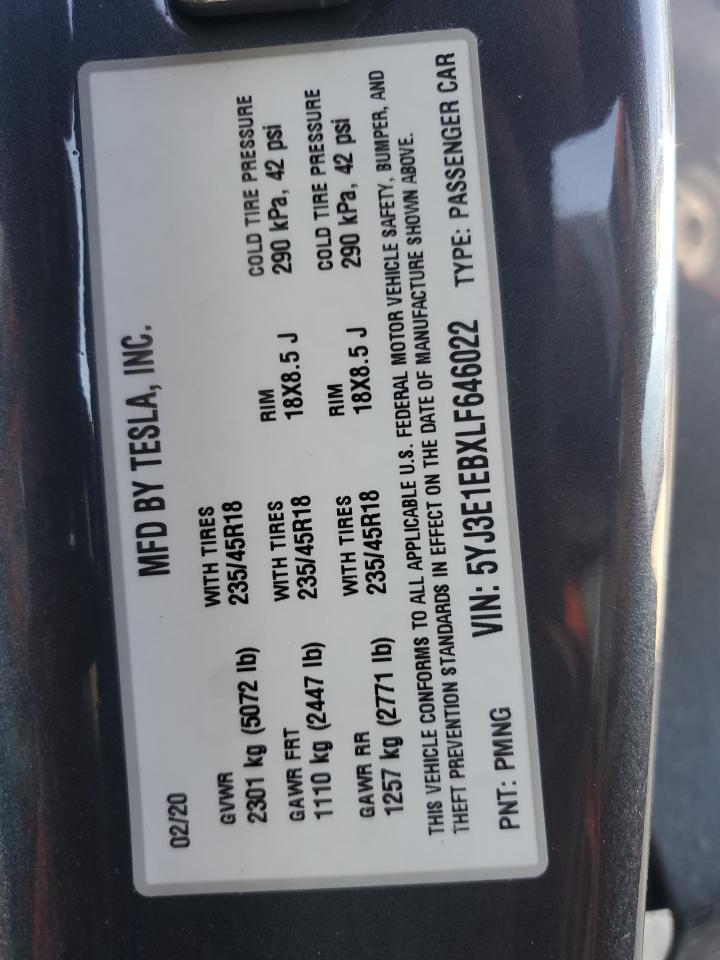 MFD BY TESLA, INC.
02/20
GVWR WITH TIRES
2301 kg (5072 lb) 235/45R18
GAWR FRT WITH TIRES RIM COLD TIRE PRESSURE
1110 kg (2447 lb) 235/45R18 18X8.5 J 290 kPa, 42 psi
GAWR RR WITH TIRES RIM COLD TIRE PRESSURE
1257 kg (2771 lb) 235/45R18 18X8.5 J 290 kPa, 42 psi
THIS VEHICLE CONFORMS TO ALL APPLICABLE U.S. FEDERAL MOTOR VEHICLE SAFETY, BUMPER, AND
THEFT PREVENTION STANDARDS IN EFFECT ON THE DATE OF MANUFACTURE SHOWN ABOVE.
PNT: PMNG VIN: 5YJ3E1EBXLF646022 TYPE: PASSENGER CAR